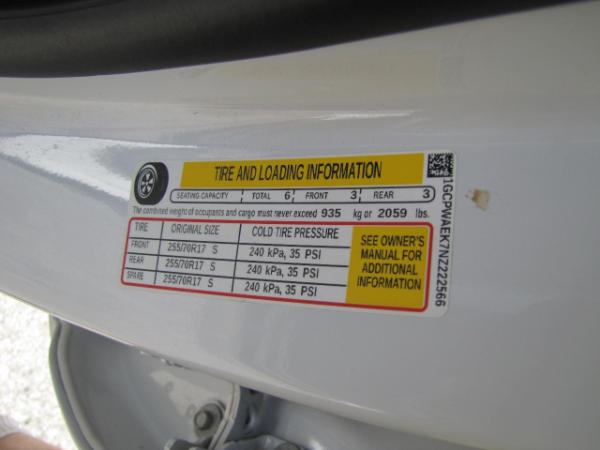 TIRE AND LOADING INFORMATION
SEATING CAPACITY TOTAL 6 FRONT 3 REAR 3
The combined weight of occupants and cargo must never exceed 935 kg or 2059 lbs.
TIRE ORIGINAL SIZE COLD TIRE PRESSURE
FRONT 255/70R17 S 240 kPa, 35 PSI
REAR 255/70R17 S 240 kPa, 35 PSI
SPARE 255/70R17 S 240 kPa, 35 PSI
SEE OWNER'S
MANUAL FOR
ADDITIONAL
INFORMATION
1GCPWAEK7NZ222566